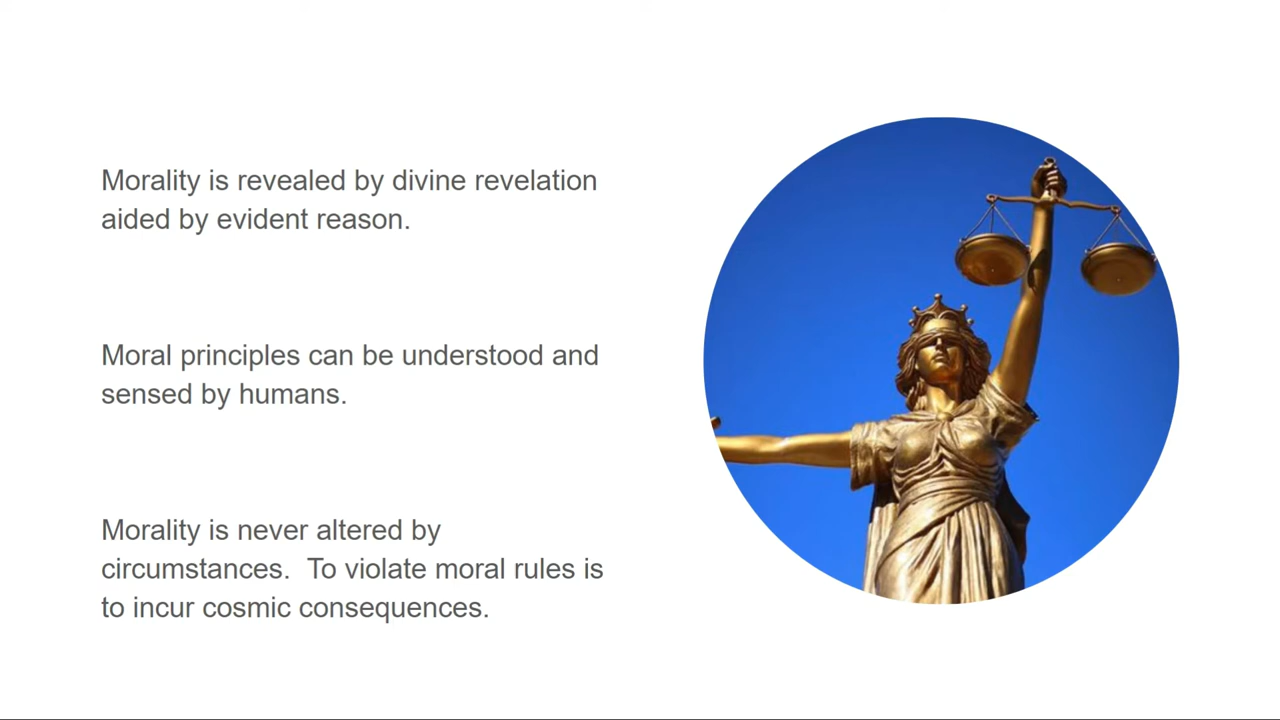 Morality is revealed by divine revelation
aided by evident reason.
Moral principles can be understood and
sensed by humans.
Morality is never altered by
circumstances.  To violate moral rules is
to incur cosmic consequences.